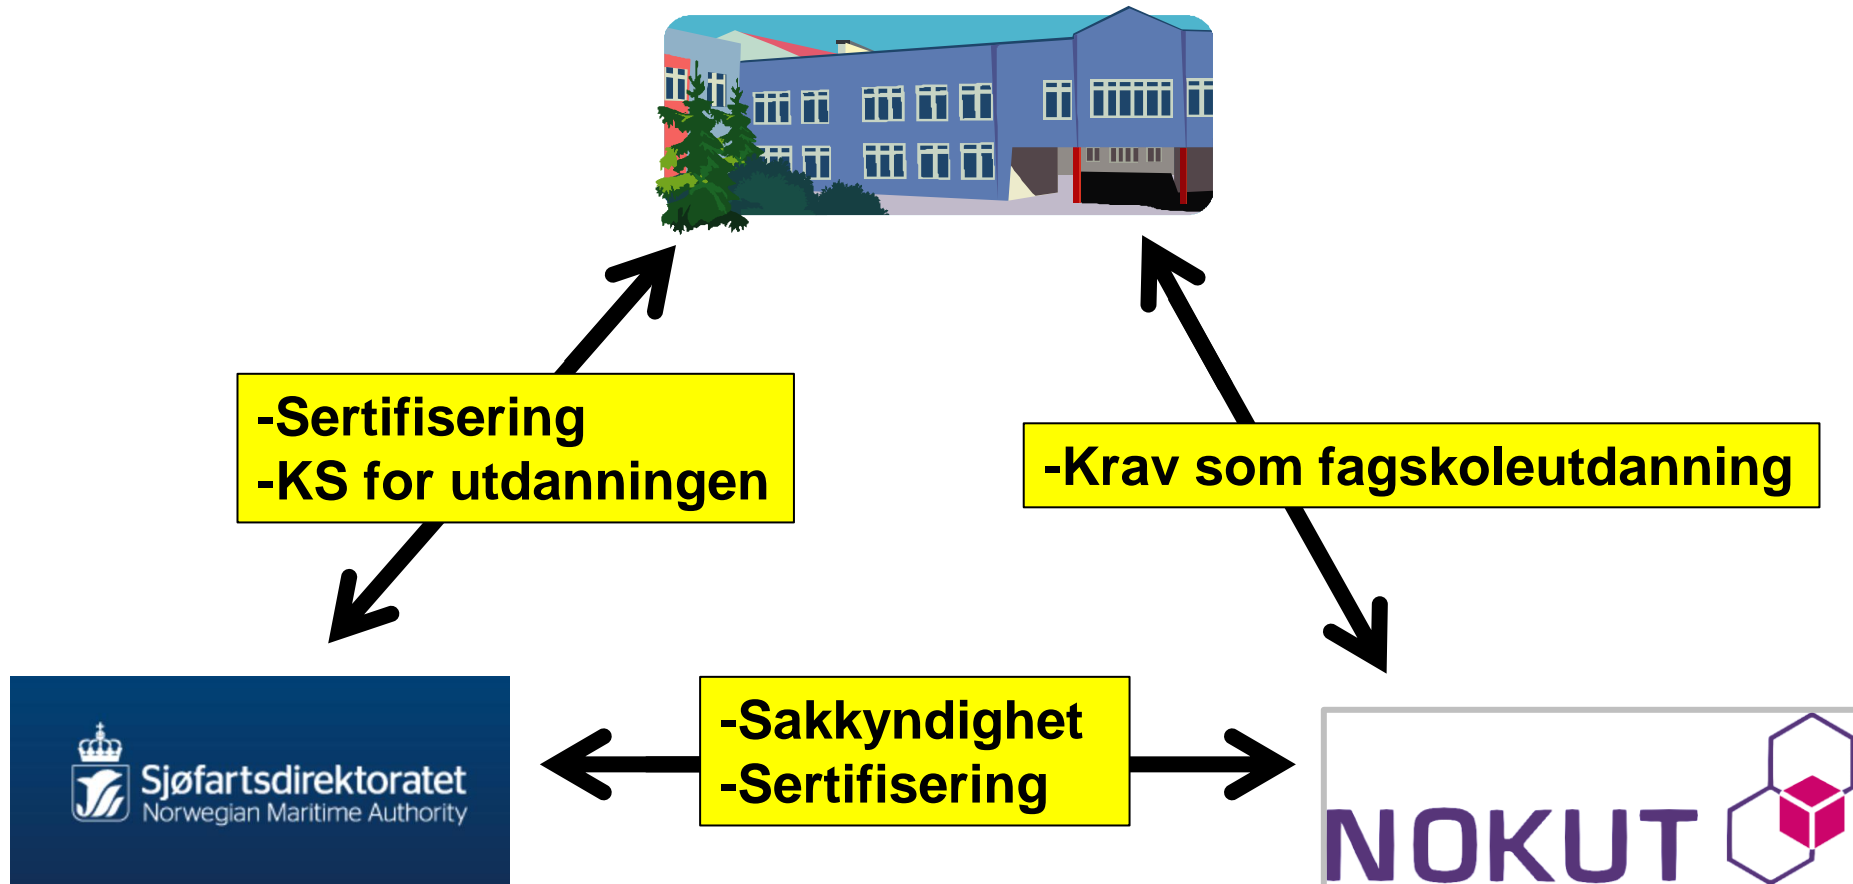 -Sertifisering
-KS for utdanningen
-Krav som fagskoleutdanning
-Sakkyndighet
-Sertifisering
Sjøfartsdirektoratet
Norwegian Maritime Authority
NOKUT